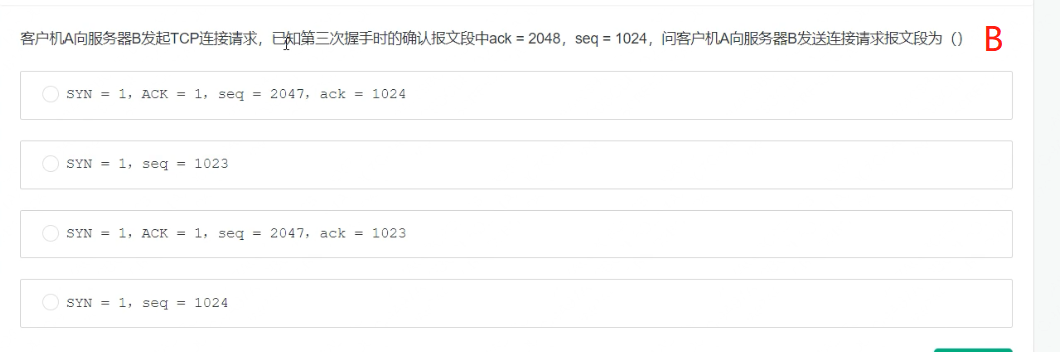 客户机A向服务器B发起TCP连接请求，已知第三次握手时的确认报文段中ack = 2048，seq = 1024，问客户机A向服务器B发送连接请求报文段为（） B
SYN = 1, ACK = 1, seq = 2047, ack = 1024
SYN = 1, seq = 1023
SYN = 1, ACK = 1, seq = 2047, ack = 1023
SYN = 1, seq = 1024